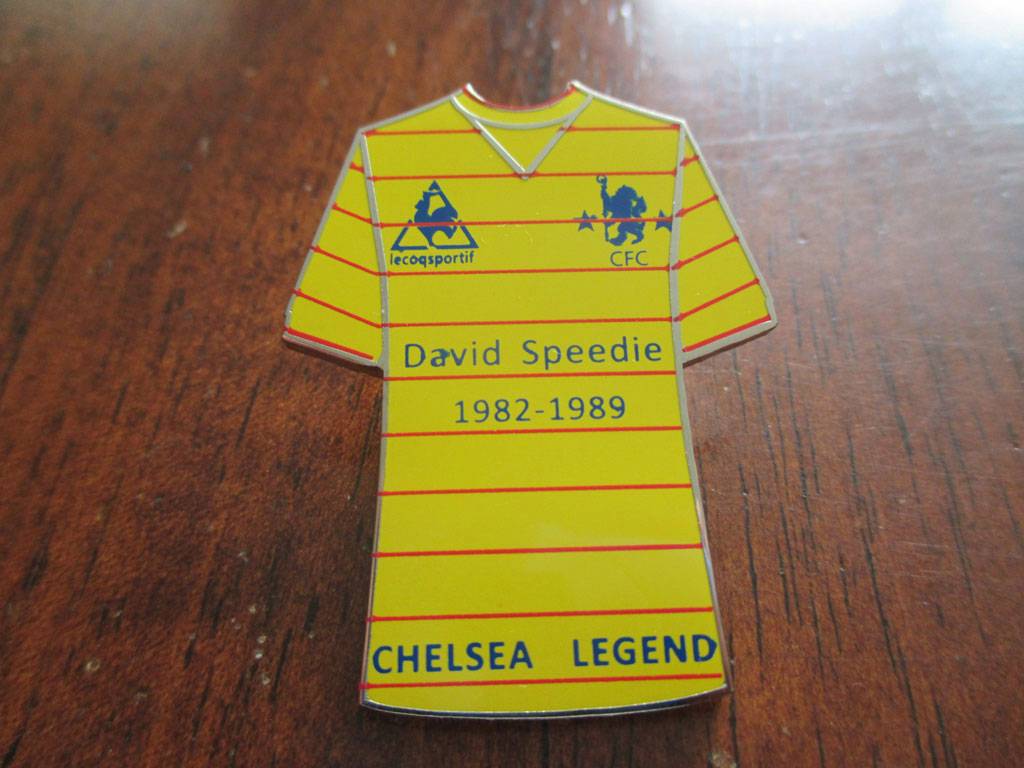 lecoqsportif
CFC
David Speedie
1982-1989
CHELSEA LEGEND